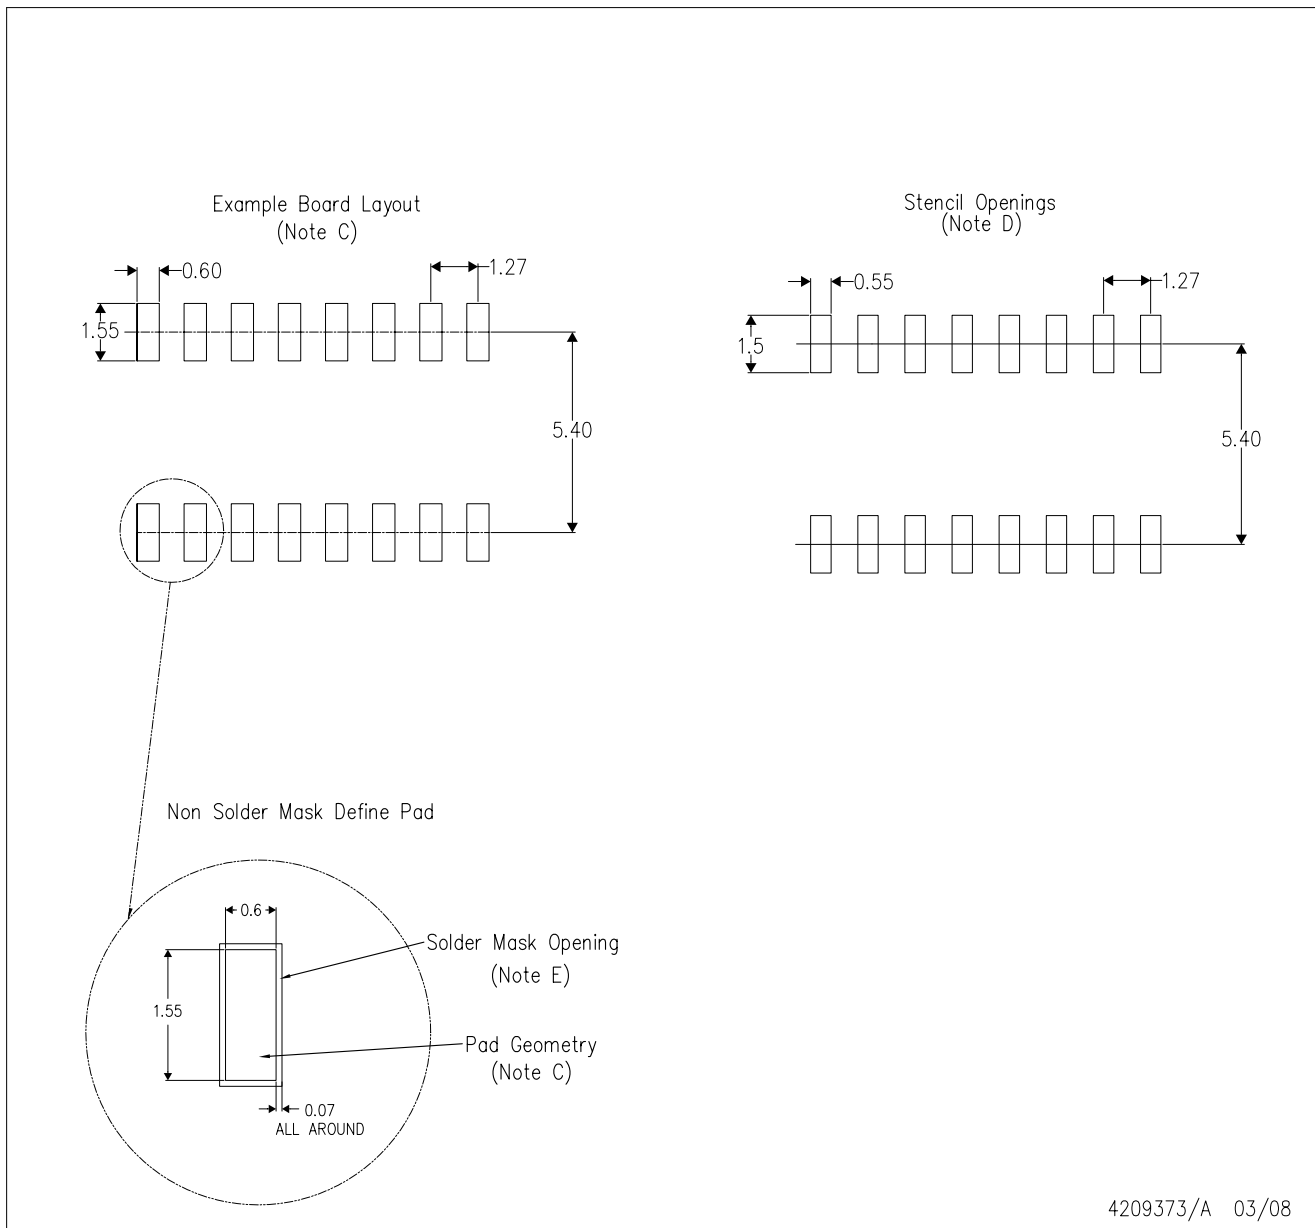 Example Board Layout
(Note C)
0.60
1.27
1.55
5.40
Stencil Openings
(Note D)
0.55
1.27
1.5
5.40
Non Solder Mask Define Pad
0.6
1.55
Solder Mask Opening
(Note E)
Pad Geometry
(Note C)
0.07
ALL AROUND
4209373/A 03/08